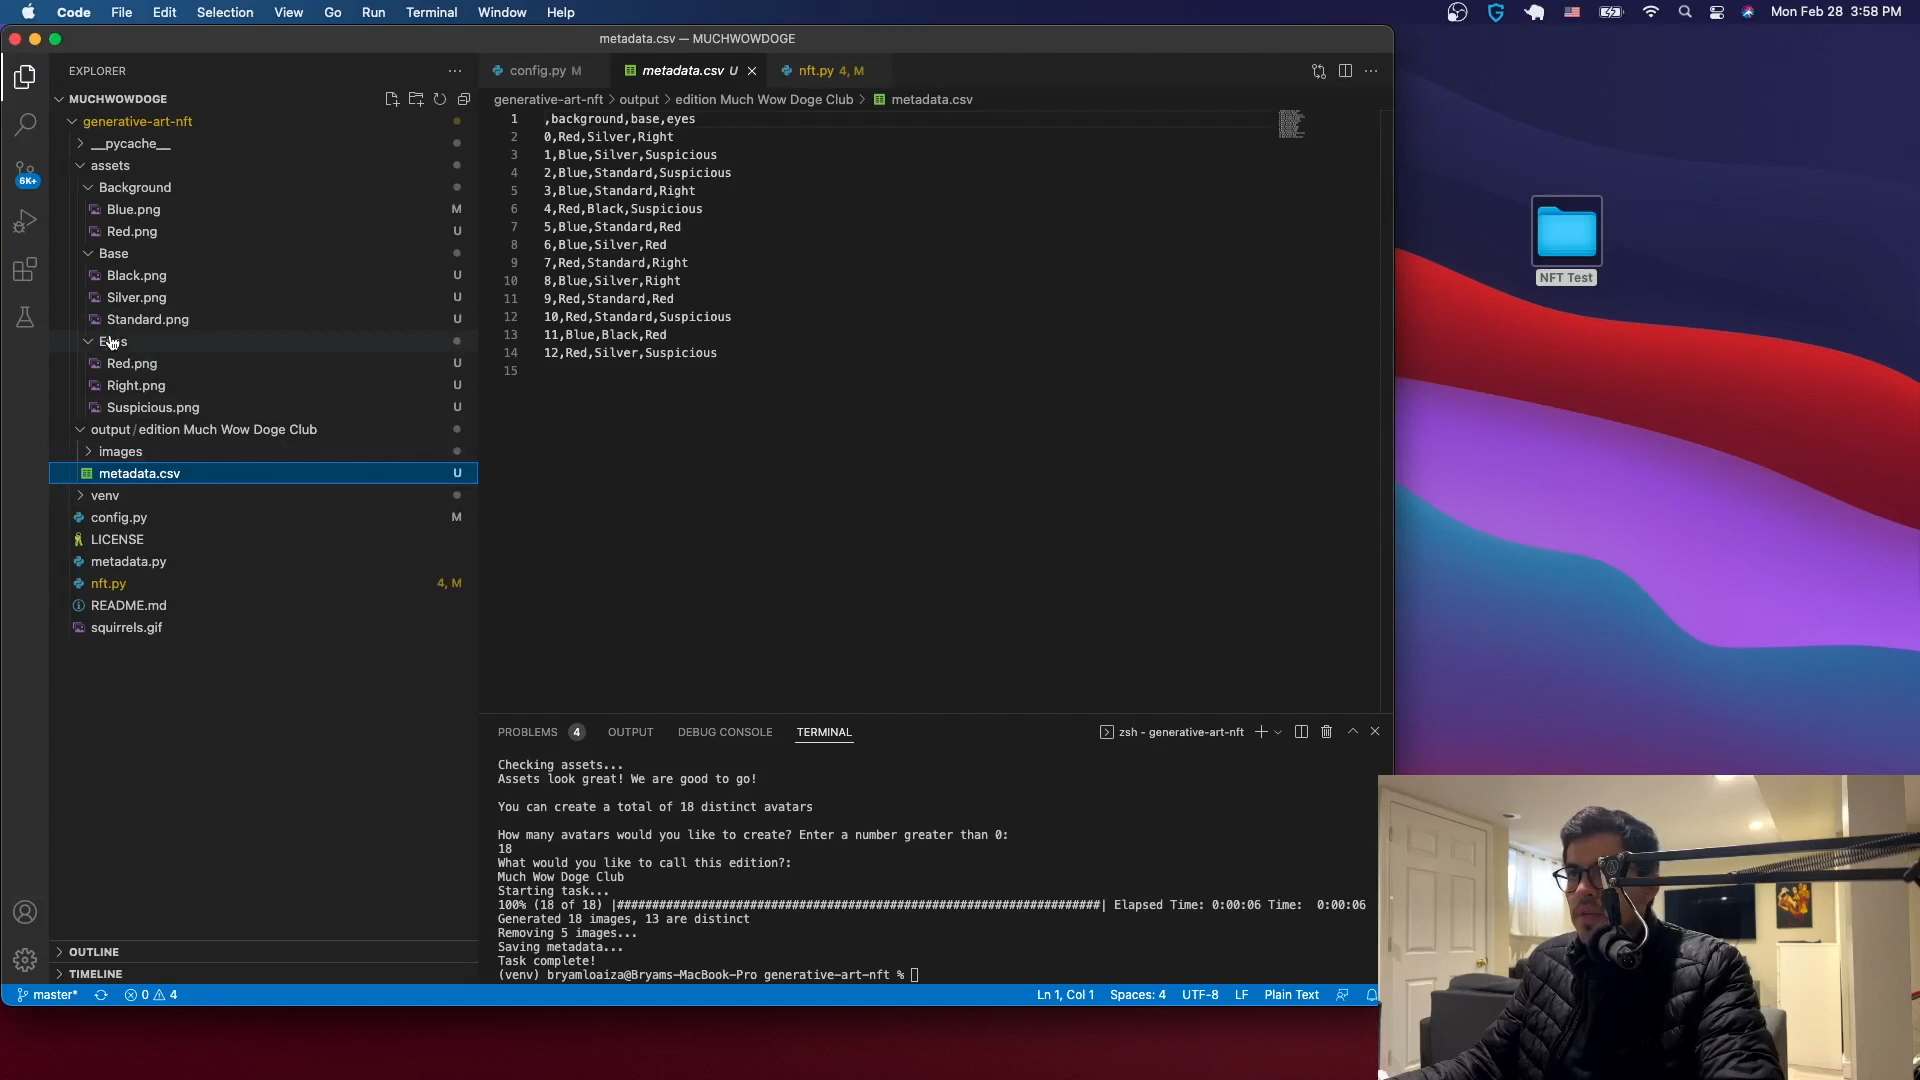 Code File Edit Selection View Go Run Terminal Window Help
Mon Feb 28 3:58 PM
metadata.csv — MUCHWOWDOGE
EXPLORER
config.py M
metadata.csv U
nft.py 4, M
MUCHWOWDOGE
generative-art-nft > output > edition Much Wow Doge Club > metadata.csv
generative-art-nft
__pycache__
assets
Background
Blue.png M
Red.png U
Base
Black.png U
Silver.png U
Standard.png U
Red.png U
Right.png U
Suspicious.png U
output/edition Much Wow Doge Club
images
metadata.csv U
venv
config.py M
LICENSE
metadata.py
nft.py 4, M
README.md
squirrels.gif
6K+
OUTLINE
TIMELINE
1 ,background,base,eyes
2 0,Red,Silver,Right
3 1,Blue,Silver,Suspicious
4 2,Blue,Standard,Suspicious
5 3,Blue,Standard,Right
6 4,Red,Black,Suspicious
7 5,Blue,Standard,Red
8 6,Blue,Silver,Red
9 7,Red,Standard,Right
10 8,Blue,Silver,Right
11 9,Red,Standard,Red
12 10,Red,Standard,Suspicious
13 11,Blue,Black,Red
14 12,Red,Silver,Suspicious
15
NFT Test
PROBLEMS 4 OUTPUT DEBUG CONSOLE TERMINAL
zsh - generative-art-nft
Checking assets...
Assets look great! We are good to go!
You can create a total of 18 distinct avatars
How many avatars would you like to create? Enter a number greater than 0:
18
What would you like to call this edition?:
Much Wow Doge Club
Starting task...
100% (18 of 18) |####################################################################| Elapsed Time: 0:00:06 Time:  0:00:06
Generated 18 images, 13 are distinct
Removing 5 images...
Saving metadata...
Task complete!
(venv) bryamloaiza@Bryams-MacBook-Pro generative-art-nft %
master* 0 4
Ln 1, Col 1 Spaces: 4 UTF-8 LF Plain Text